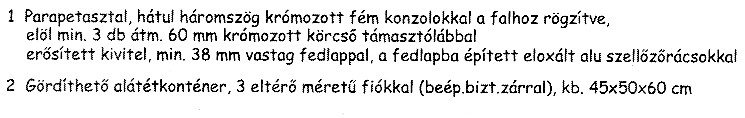 1 Parapetasztal, hátul háromszög krómozott fém konzolokkal a falhoz rögzítve,
elöl min. 3 db átm. 60 mm krómozott körcső támasztólábbal
erősített kivitel, min. 38 mm vastag fedlappal, a fedlapba épített eloxált alu szellőzőrácsokkal
2 Gördíthető alátétkonténer, 3 eltérő méretű fiókkal (beép.bizt.zárral), kb. 45x50x60 cm